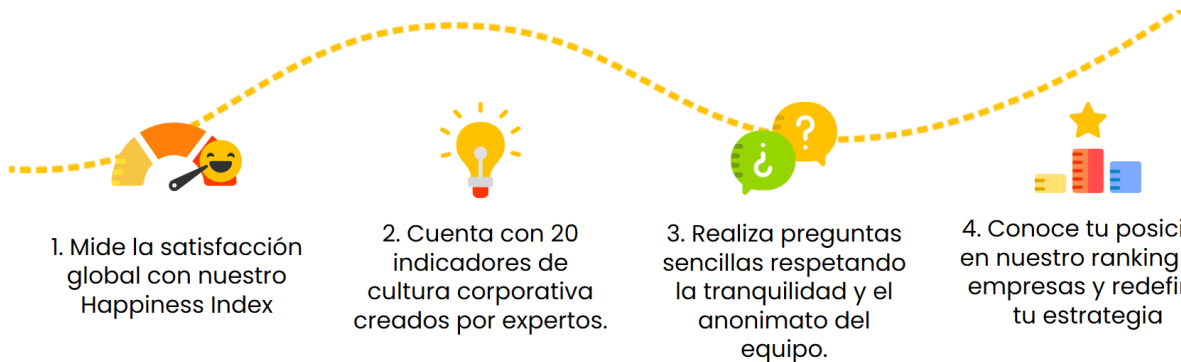 1. Mide la satisfacción
global con nuestro
Happiness Index
2. Cuenta con 20
indicadores de
cultura corporativa
creados por expertos.
3. Realiza preguntas
sencillas respetando
la tranquilidad y el
anonimato del
equipo.
4. Conoce tu
en nuestro ranking
empresas y
tu estrategia